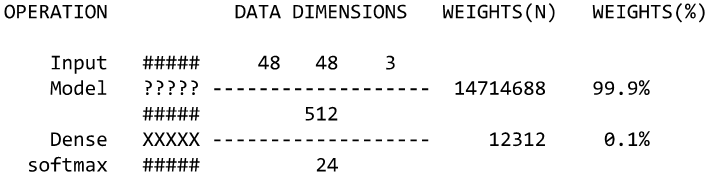 OPERATION DATA DIMENSIONS WEIGHTS(N) WEIGHTS(%)
Input ##### 48 48 3
Model ????? ------------------- 14714688 99.9%
##### 512
Dense XXXXX ------------------- 12312 0.1%
softmax ##### 24